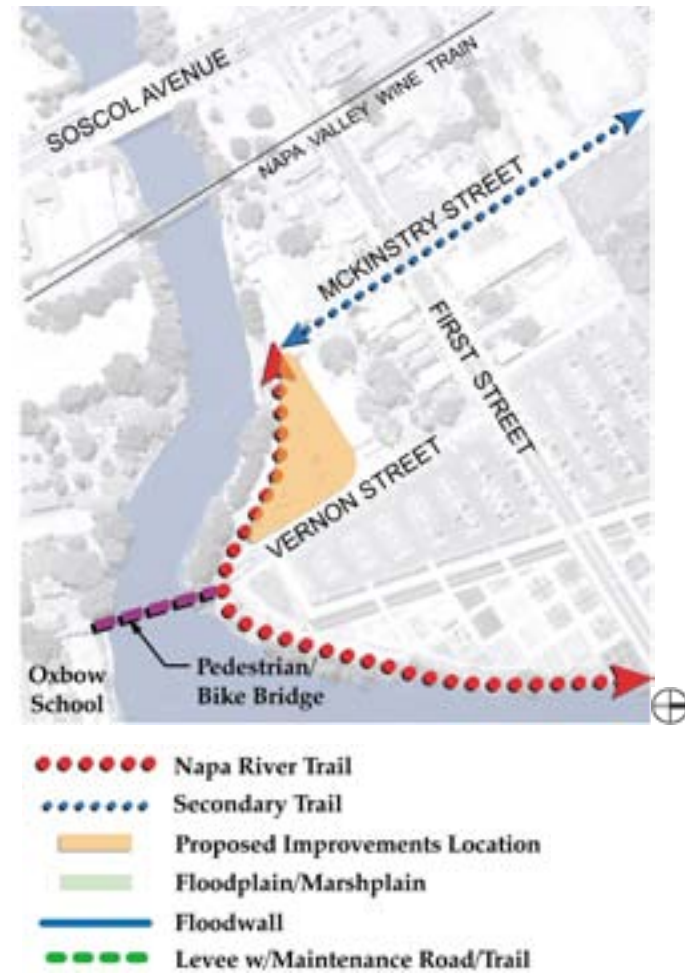 SOSCOL AVENUE
NAPA VALLEY WINE TRAIN
MCKINSTRY STREET
FIRST STREET
VERNON STREET
Oxbow
School
Pedestrian/
Bike Bridge
Napa River Trail
Secondary Trail
Proposed Improvements Location
Floodplain/Marshplain
Floodwall
Levee w/Maintenance Road/Trail